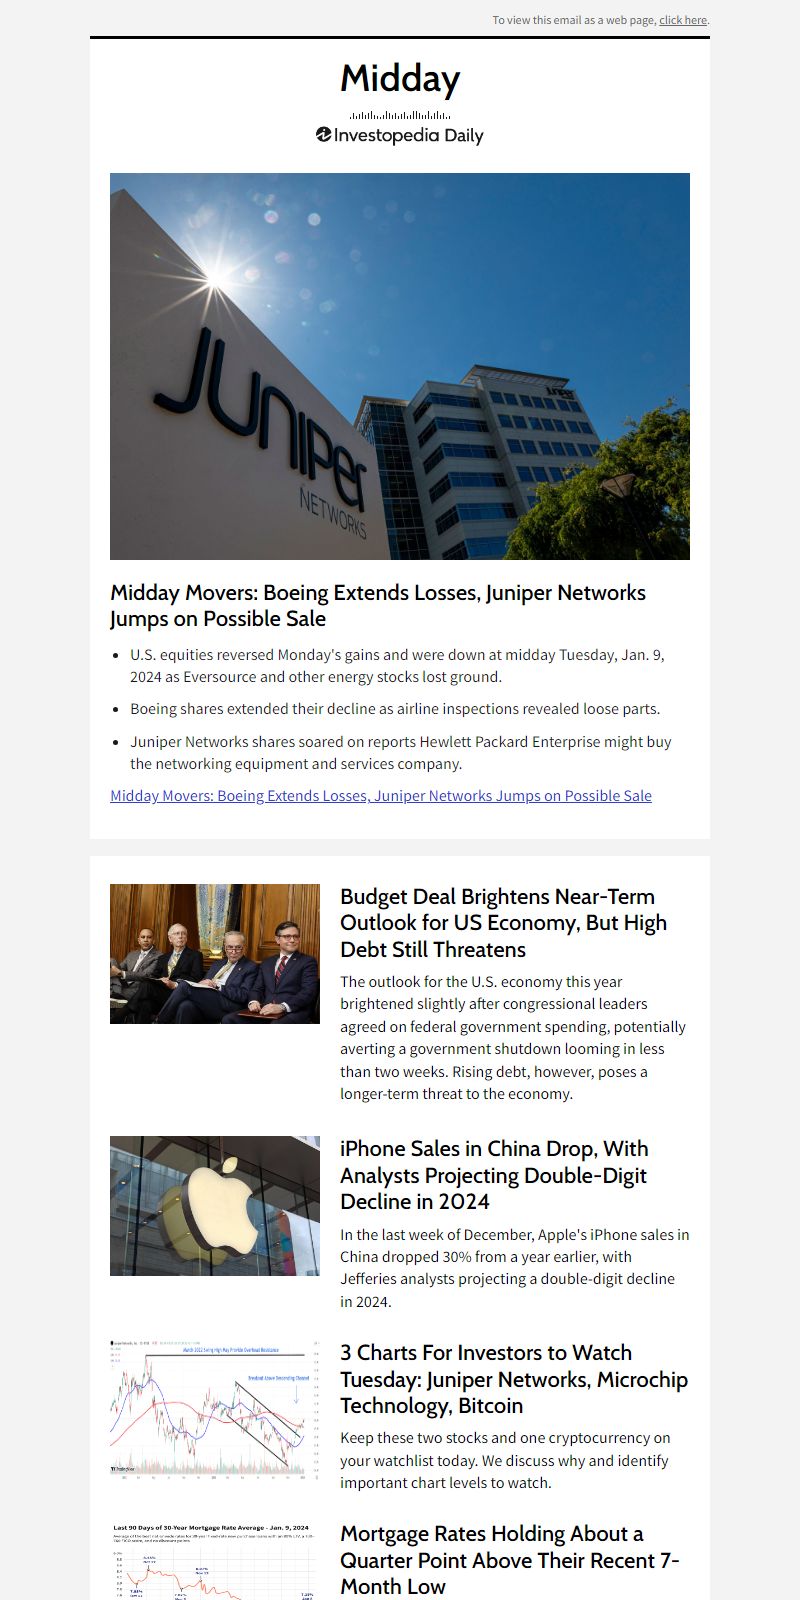 To view this email as a web page, click here.
Midday
Investopedia Daily
JUNIPer
NETWORKS
Midday Movers: Boeing Extends Losses, Juniper Networks
Jumps on Possible Sale
• U.S. equities reversed Monday's gains and were down at midday Tuesday, Jan. 9,
2024 as Eversource and other energy stocks lost ground.
• Boeing shares extended their decline as airline inspections revealed loose parts.
• Juniper Networks shares soared on reports Hewlett Packard Enterprise might buy
the networking equipment and services company.
Midday Movers: Boeing Extends Losses, Juniper Networks Jumps on Possible Sale
Budget Deal Brightens Near-Term
Outlook for US Economy, But High
Debt Still Threatens
The outlook for the U.S. economy this year
brightened slightly after congressional leaders
agreed on federal government spending, potentially
averting a government shutdown looming in less
than two weeks. Rising debt, however, poses a
longer-term threat to the economy.
iPhone Sales in China Drop, With
Analysts Projecting Double-Digit
Decline in 2024
In the last week of December, Apple's iPhone sales in
China dropped 30% from a year earlier, with
Jefferies analysts projecting a double-digit decline
in 2024.
March 2022 Swing High May Provide Overhead Resistance
Breakout Above Descending Channel
TradingView
3 Charts For Investors to Watch
Tuesday: Juniper Networks, Microchip
Technology, Bitcoin
Keep these two stocks and one cryptocurrency on
your watchlist today. We discuss why and identify
important chart levels to watch.
Last 90 Days of 30-Year Mortgage Rate Average - Jan. 9, 2024
Mortgage Rates Holding About a
Quarter Point Above Their Recent 7-
Month Low